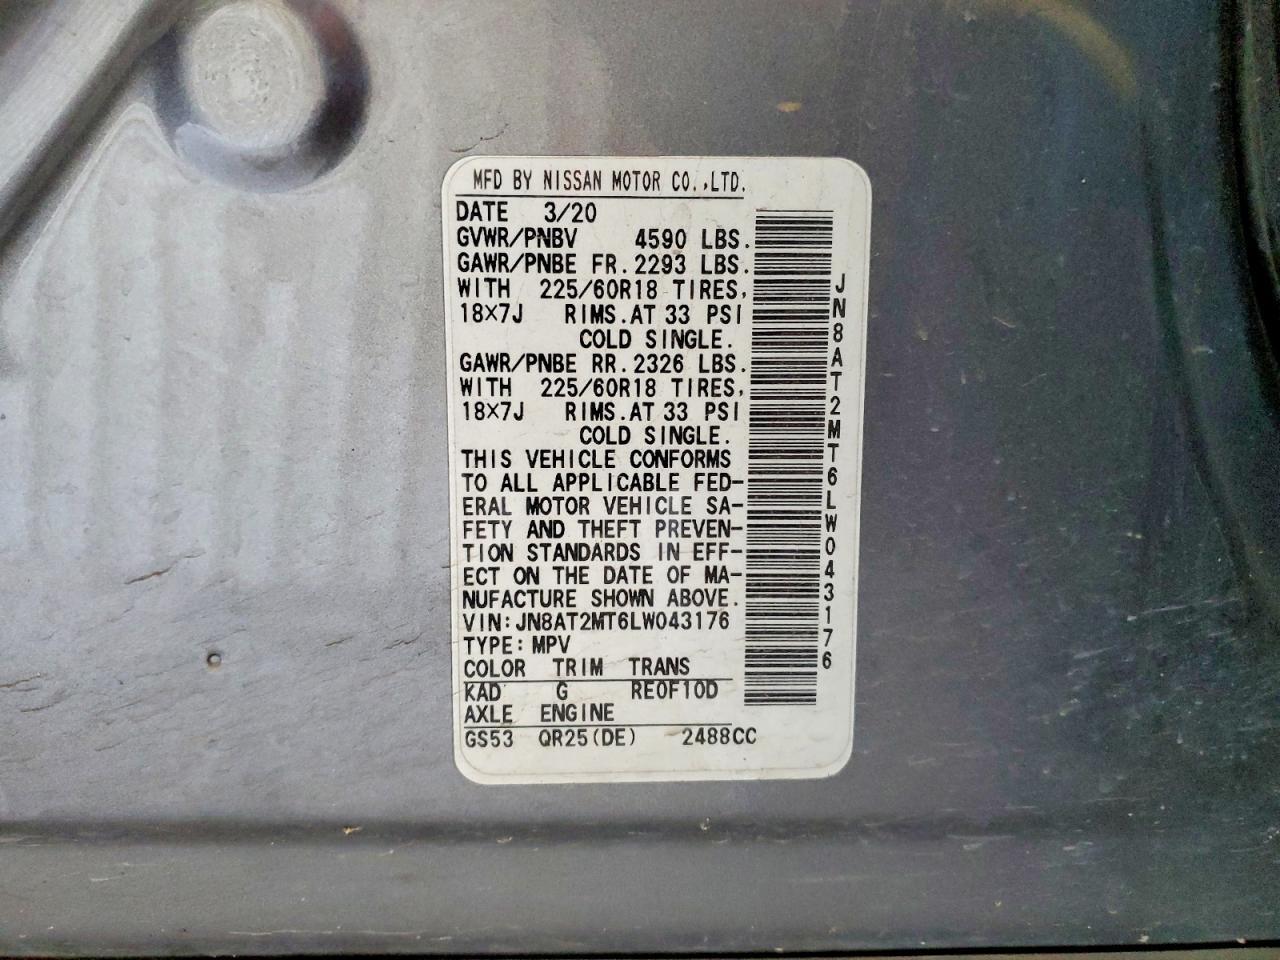 MFD BY NISSAN MOTOR CO.,LTD.
DATE 3/20
GVWR/PNBV 4590 LBS.
GAWR/PNBE FR. 2293 LBS.
WITH 225/60R18 TIRES,
18×7J RIMS. AT 33 PSI
COLD SINGLE.
GAWR/PNBE RR. 2326 LBS.
WITH 225/60R18 TIRES,
18×7J RIMS. AT 33 PSI
COLD SINGLE.
THIS VEHICLE CONFORMS
TO ALL APPLICABLE FED-
ERAL MOTOR VEHICLE SA-
FETY AND THEFT PREVEN-
TION STANDARDS IN EFF-
ECT ON THE DATE OF MA-
NUFACTURE SHOWN ABOVE.
VIN: JN8AT2MT6LW043176
TYPE: MPV
COLOR TRIM TRANS
KAD G RE0F10D
AXLE ENGINE
GS53 QR25(DE) 2488CC
JN8AT2MT6LW043176